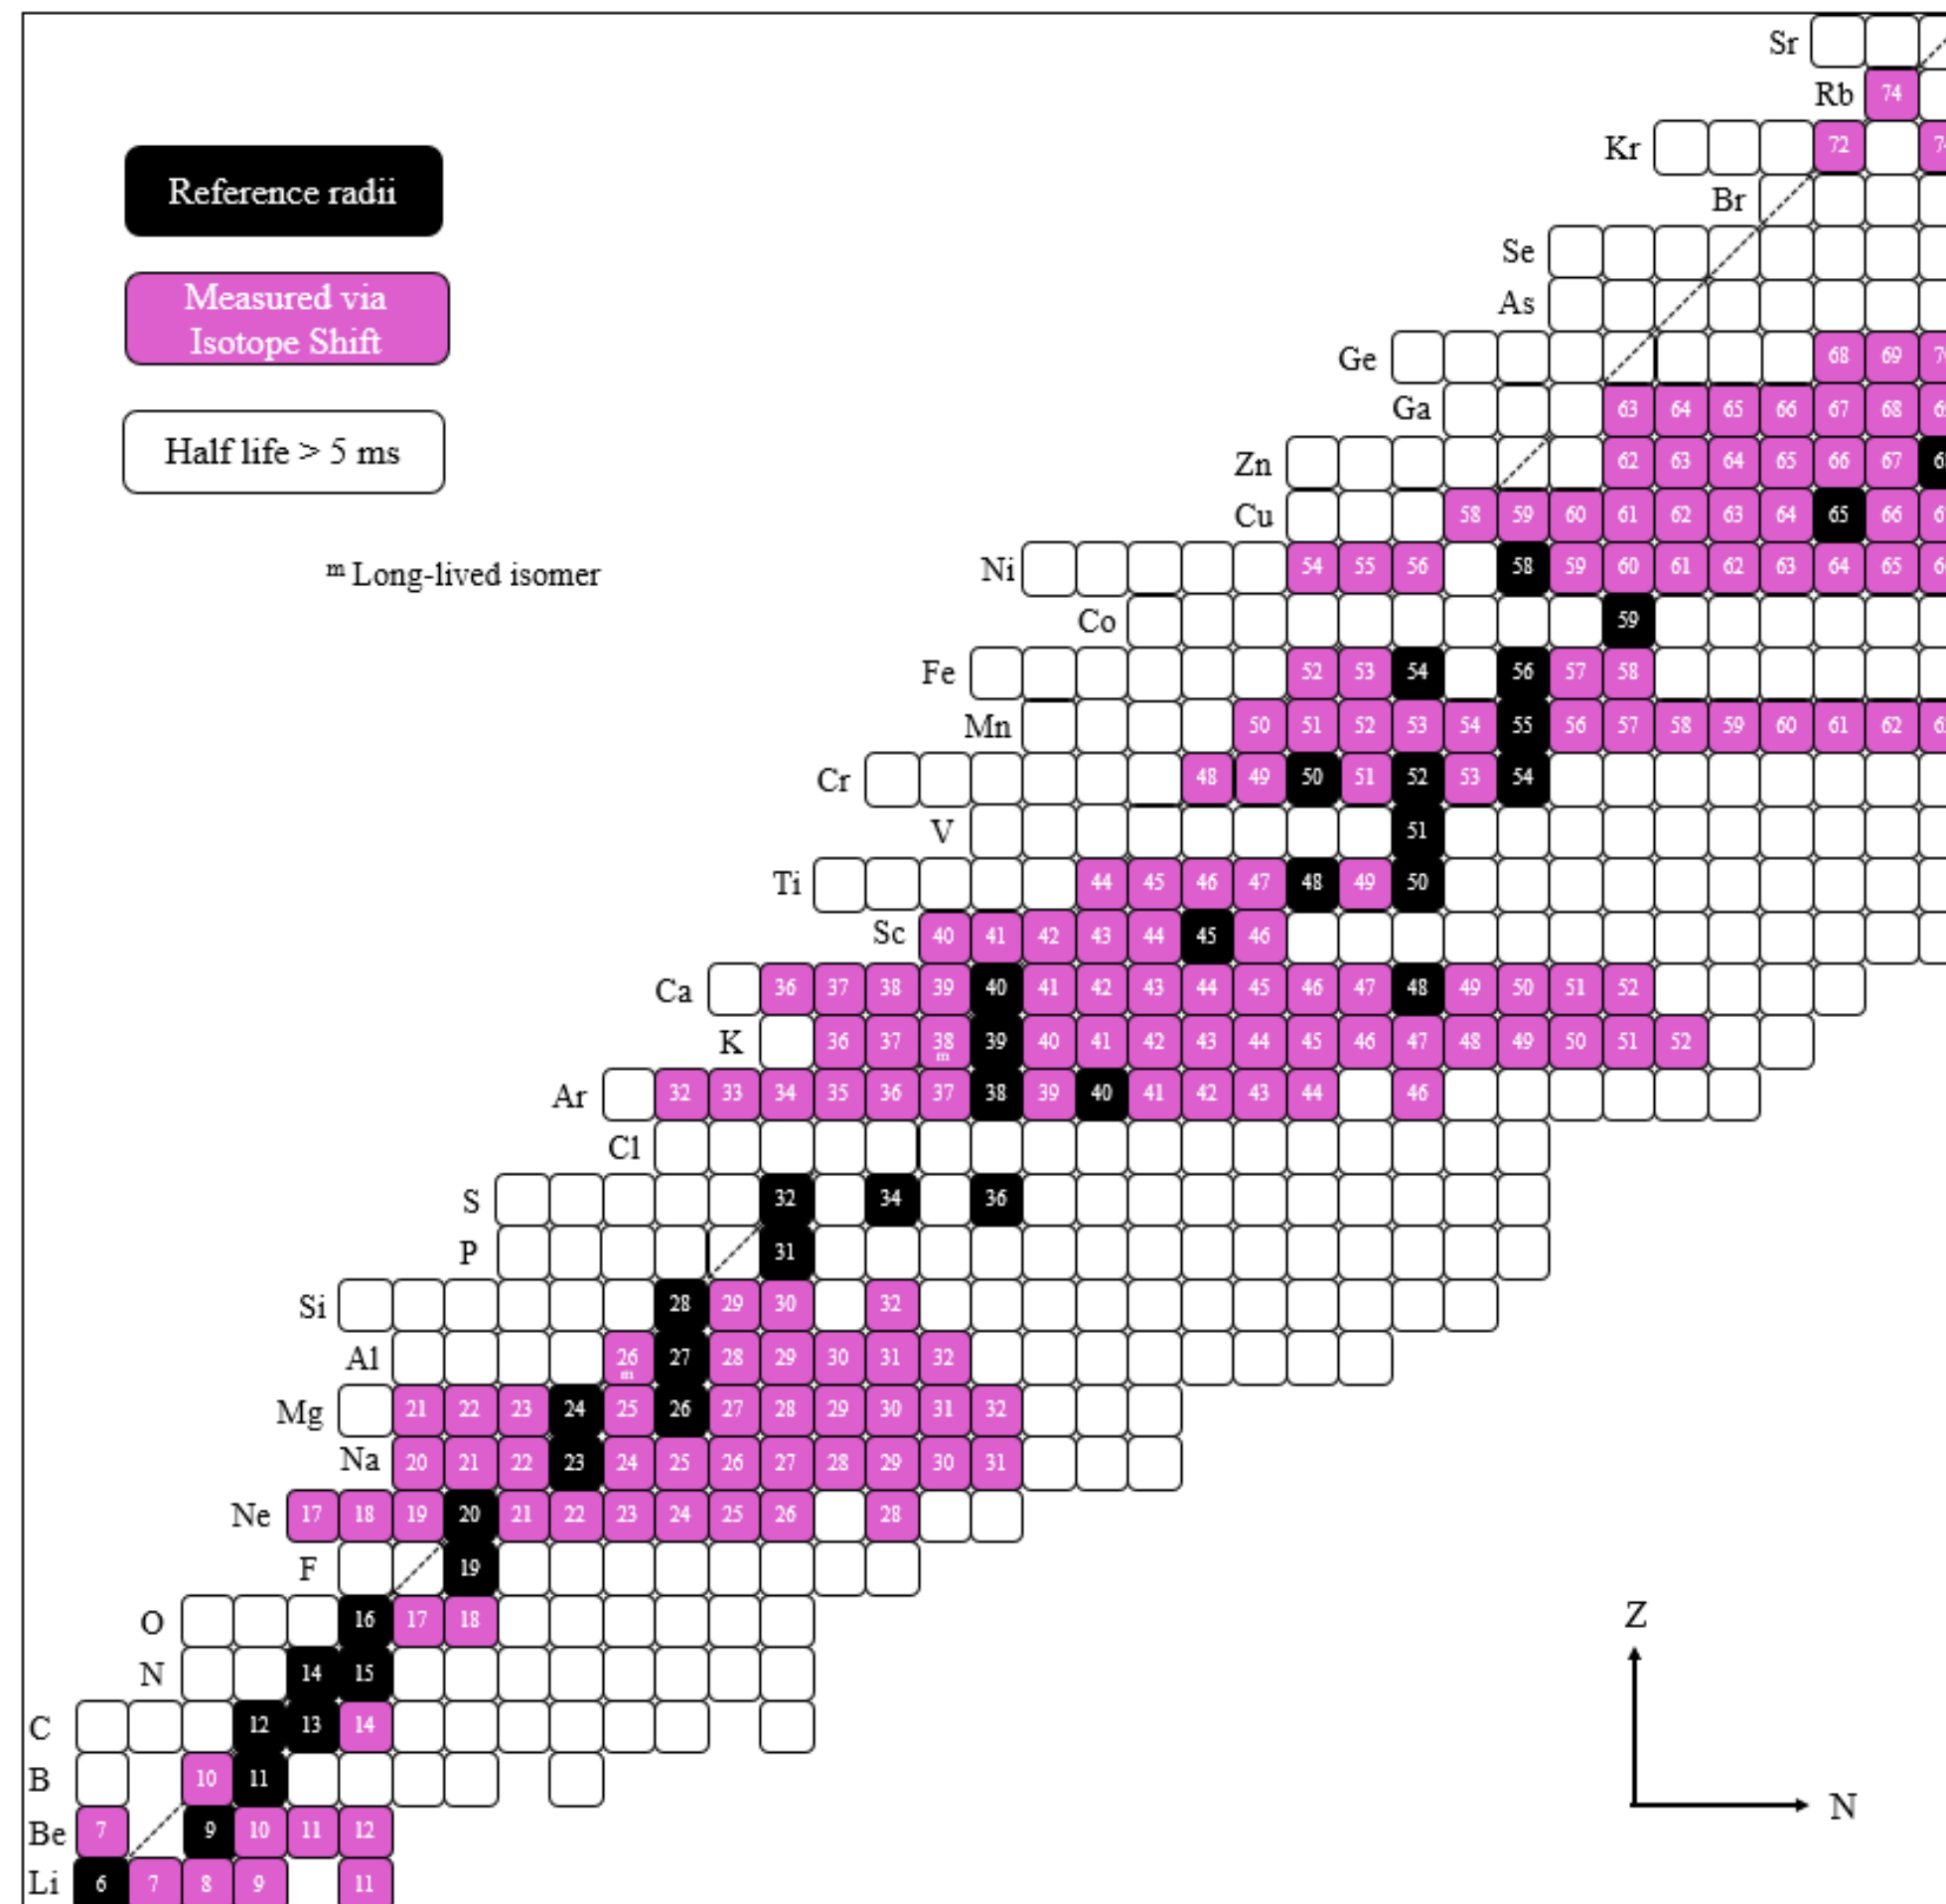 Sr
Rb 74
Kr 72
Br
Se
As
Ge 68 69
Ga 63 64 65 66 67 68
Zn 62 63 64 65 66 67
Cu 58 59 60 61 62 63 64 65 66
Ni 54 55 56 58 59 60 61 62 63 64 65
Co 59
Fe 52 53 54 56 57 58
Mn 50 51 52 53 54 55 56 57 58 59 60 61 62
Cr 48 49 50 51 52 53 54
V 51
Ti 44 45 46 47 48 49 50
Sc 40 41 42 43 44 45 46
Ca 36 37 38 39 40 41 42 43 44 45 46 47 48 49 50 51 52
K 36 37 38 m 39 40 41 42 43 44 45 46 47 48 49 50 51 52
Ar 32 33 34 35 36 37 38 39 40 41 42 43 44 46
Cl
S 32 34 36
P 31
Si 28 29 30 32
Al 26 m 27 28 29 30 31 32
Mg 21 22 23 24 25 26 27 28 29 30 31 32
Na 20 21 22 23 24 25 26 27 28 29 30 31
Ne 17 18 19 20 21 22 23 24 25 26 28
F 19
O 16 17 18
N 14 15
C 12 13 14
B 10 11
Be 7 9 10 11 12
Li 6 7 8 9 11
Reference radii
Measured via
Isotope Shift
Half life > 5 ms
m Long-lived isomer
Z
N